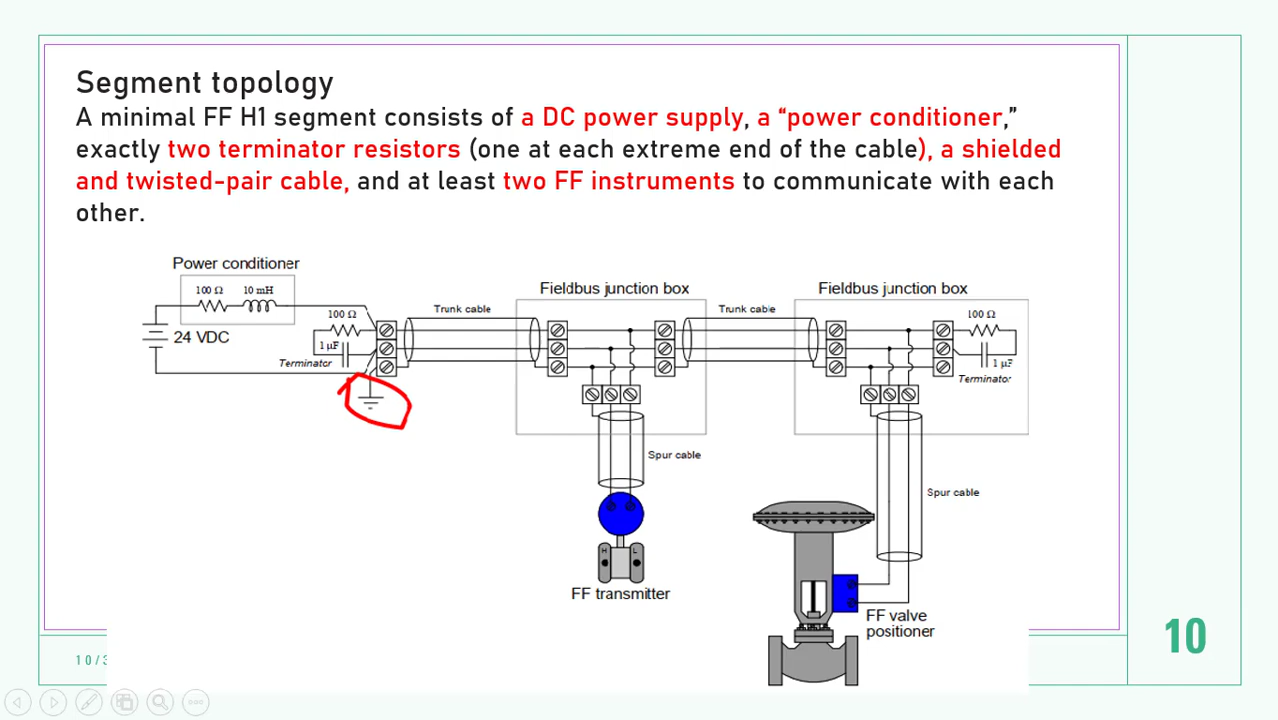 Segment topology
A minimal FF H1 segment consists of a DC power supply, a “power conditioner,”
exactly two terminator resistors (one at each extreme end of the cable), a shielded
and twisted-pair cable, and at least two FF instruments to communicate with each
other.
Power conditioner
100 Ω 10 mH
24 VDC
100 Ω
1 µF
Terminator
Trunk cable
Fieldbus junction box
Trunk cable
Fieldbus junction box
100 Ω
1 µF
Terminator
Spur cable
H L
FF transmitter
Spur cable
FF valve
positioner
10
10/3